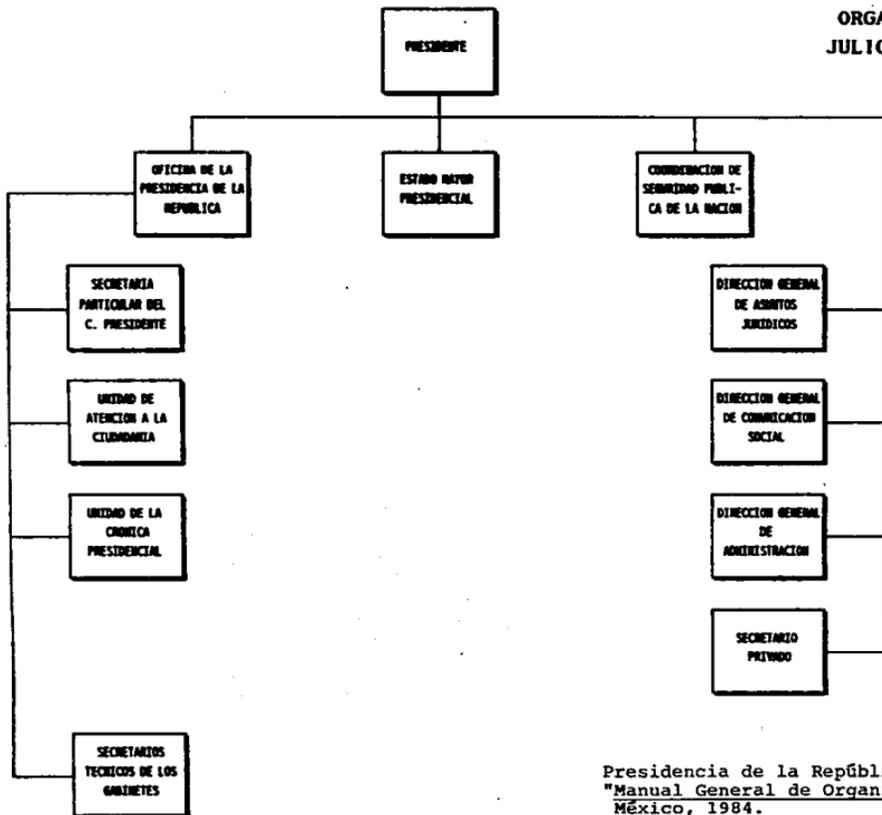 ORGA
JULIO
PRESIDENTE
OFICINA DE LA
PRESIDENCIA DE LA
REPUBLICA
ESTADO MAYOR
PRESIDENCIAL
COORDINACION DE
SEGURIDAD PUBLI-
CA DE LA NACION
SECRETARIA
PARTICULAR DEL
C. PRESIDENTE
DIRECCION GENERAL
DE ASUNTOS
JURIDICOS
UNIDAD DE
ATENCION A LA
CIUDADANIA
DIRECCION GENERAL
DE COMUNICACION
SOCIAL
UNIDAD DE LA
CRONICA
PRESIDENCIAL
DIRECCION GENERAL
DE
ADMINISTRACION
SECRETARIO
PRIVADO
SECRETARIOS
TECNICOS DE LOS
GABINETES
Presidencia de la Repúbl
"Manual General de Organ
México, 1984.